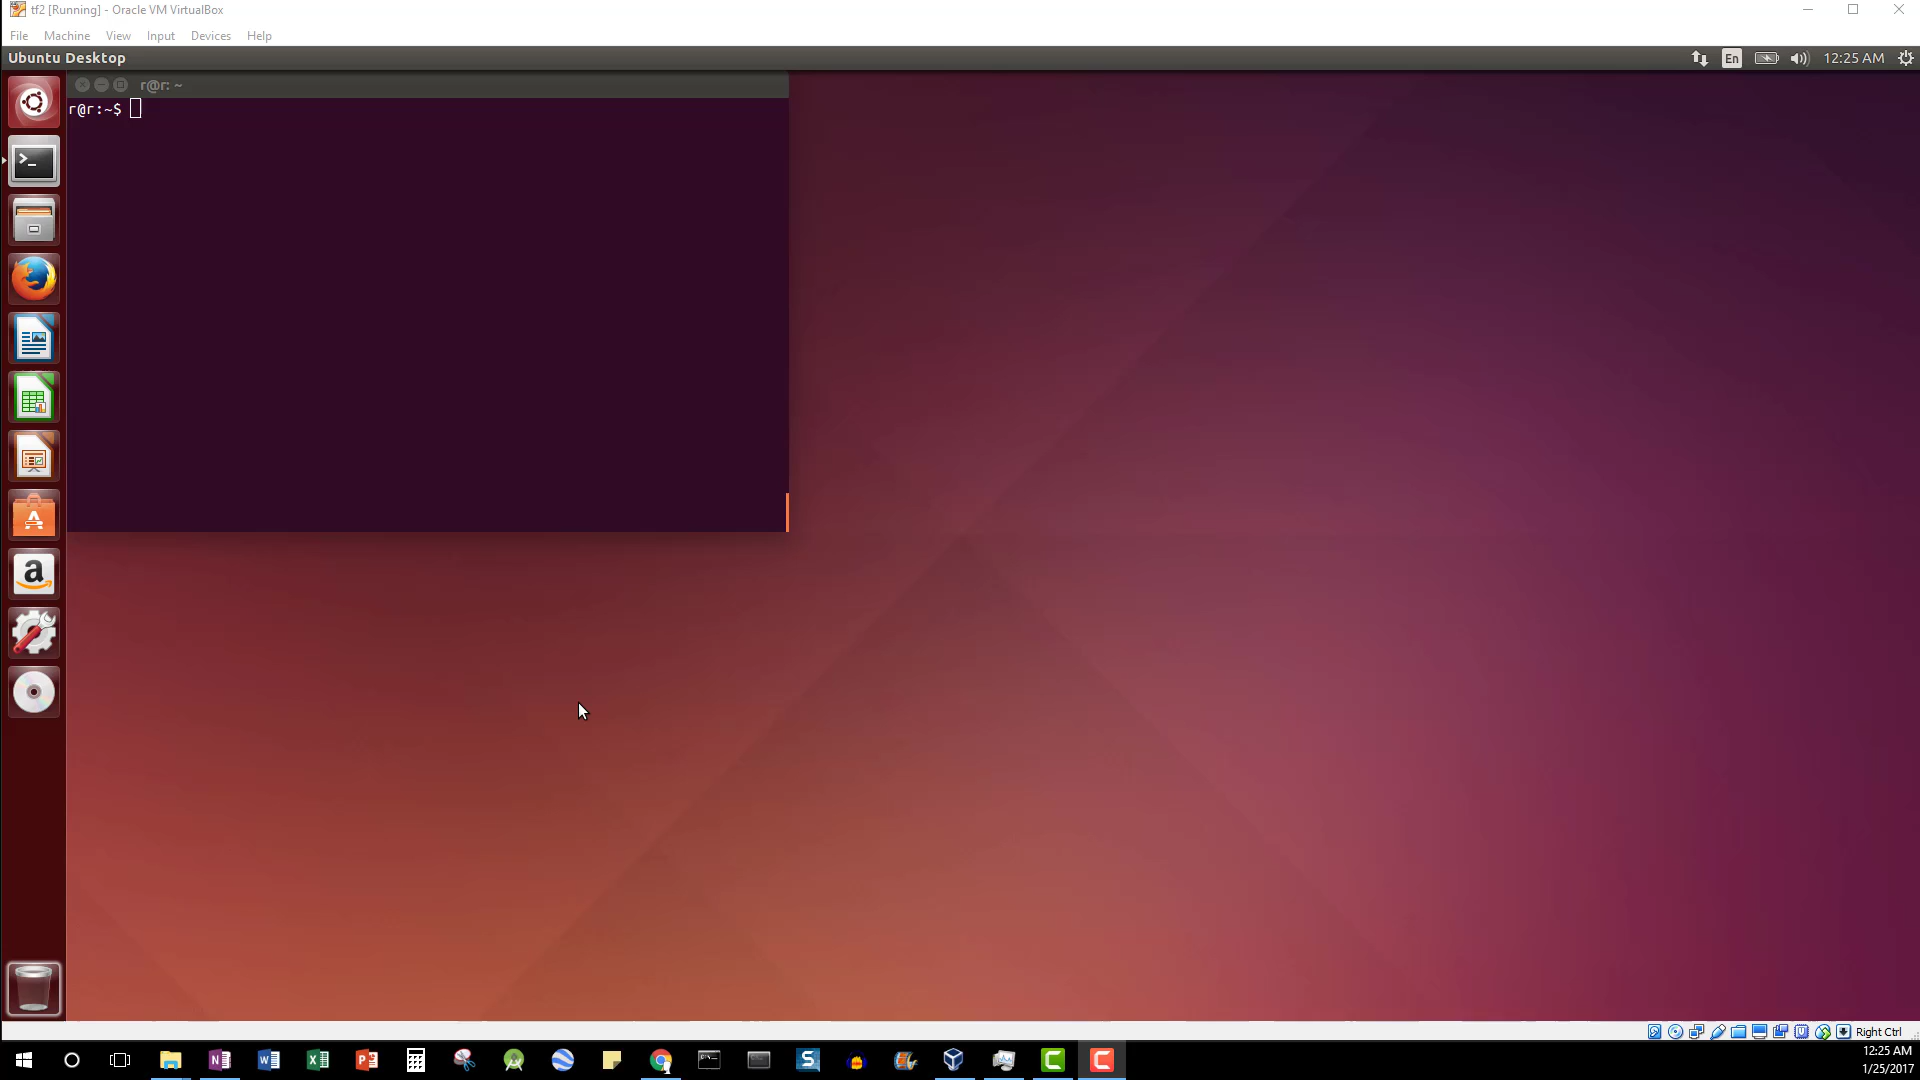 tf2 [Running] - Oracle VM VirtualBox
File Machine View Input Devices Help
Ubuntu Desktop
En 12:25 AM
r@r: ~
r@r:~$
Right Ctrl
12:25 AM
1/25/2017